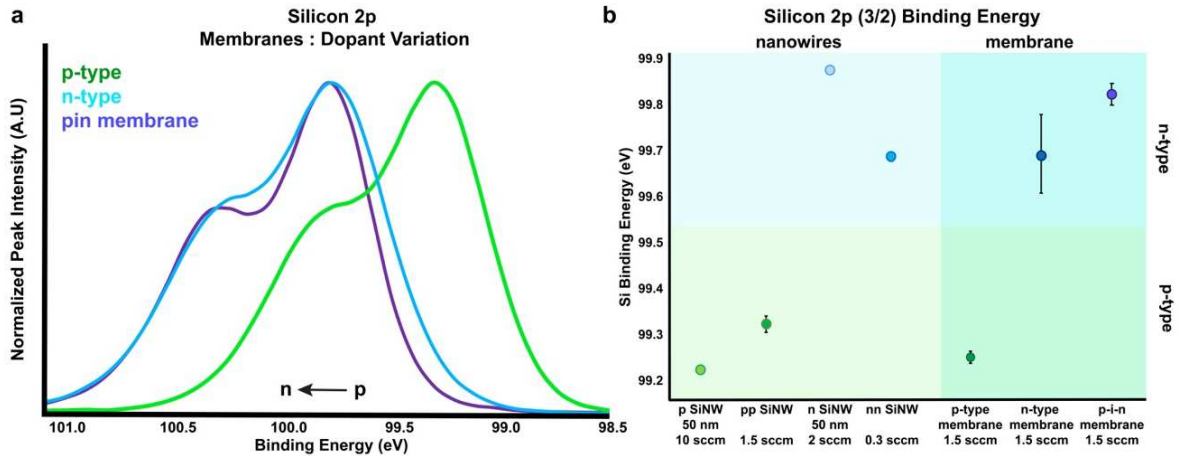 a
Silicon 2p
Membranes : Dopant Variation
p-type
n-type
pin membrane
Normalized Peak Intensity (A.U)
n ← p
101.0 100.5 100.0 99.5 99.0 98.5
Binding Energy (eV)
b
Silicon 2p (3/2) Binding Energy
nanowires membrane
Si Binding Energy (eV)
99.9
99.8
99.7
99.6
99.5
99.4
99.3
99.2
n-type
p-type
p SiNW pp SiNW n SiNW nn SiNW p-type n-type p-i-n
50 nm 50 nm membrane membrane membrane
10 sccm 1.5 sccm 2 sccm 0.3 sccm 1.5 sccm 1.5 sccm 1.5 sccm